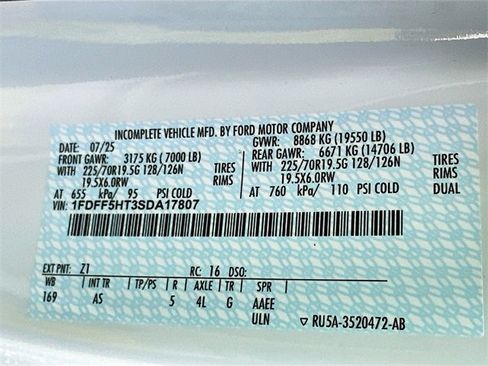 INCOMPLETE VEHICLE MFD. BY FORD MOTOR COMPANY
DATE: 07/25 GVWR: 8868 KG (19550 LB)
FRONT GAWR: 3175 KG (7000 LB) REAR GAWR: 6671 KG (14706 LB)
WITH 225/70R19.5G 128/126N TIRES WITH 225/70R19.5G 128/126N TIRES
19.5X6.0RW RIMS 19.5X6.0RW RIMS
AT 655 kPa/ 95 PSI COLD AT 760 kPa/ 110 PSI COLD DUAL
VIN: 1FDFF5HT3SDA17807
EXT PNT: Z1 RC: 16 DSO:
WB INT TR TP/PS R AXLE TR SPR
169 AS 5 4L G AAEE
ULN ▽ RU5A-3520472-AB